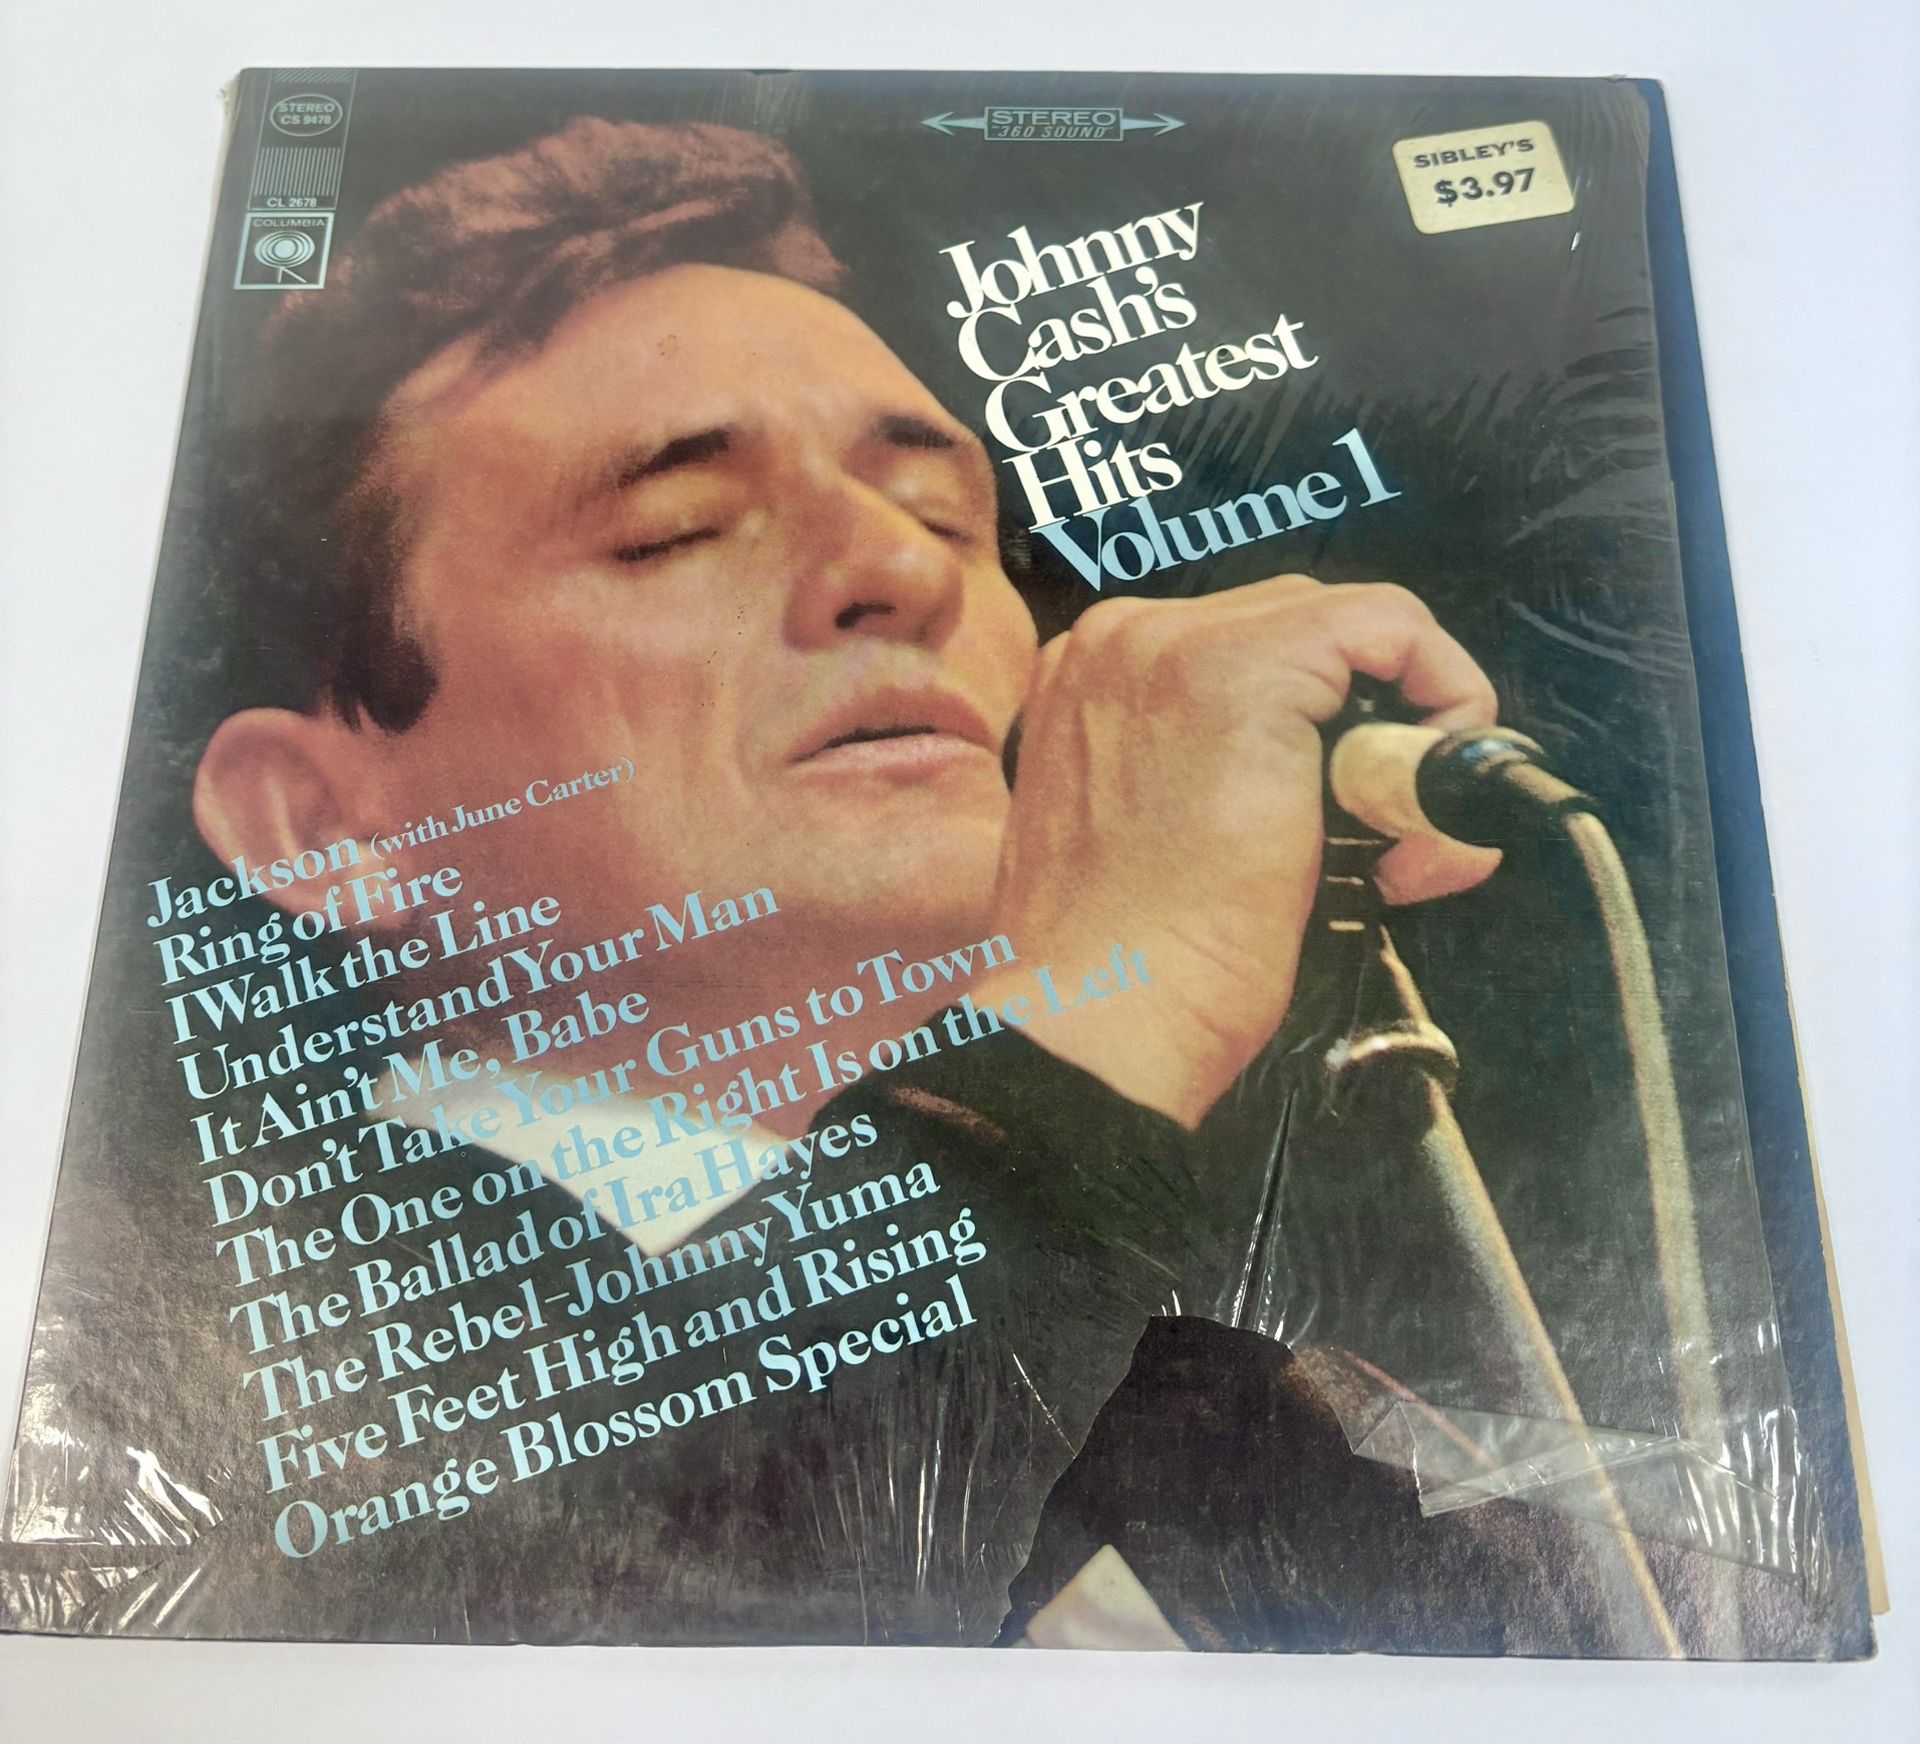 STEREO
CS 9478
CL 2678
COLUMBIA
STEREO
"360 SOUND"
SIBLEY'S
$3.97
Johnny
Cash's
Greatest
Hits
Volume 1
Jackson (with June Carter)
Ring of Fire
I Walk the Line
Understand Your Man
It Ain't Me, Babe
Don't Take Your Guns to Town
The One on the Right Is on the Left
The Ballad of Ira Hayes
The Rebel-Johnny Yuma
Five Feet High and Rising
Orange Blossom Special